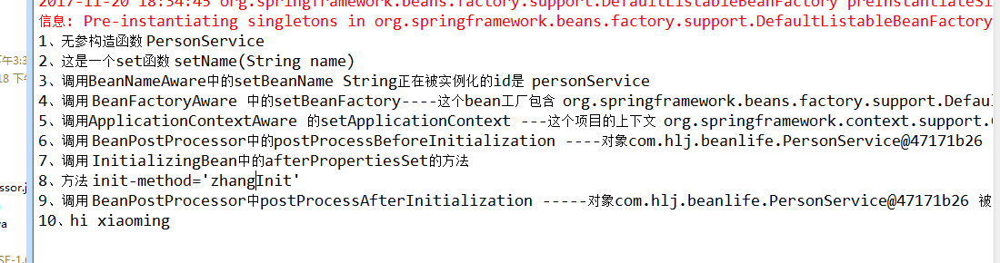 2017-11-20 18:54:45 org.springframework.beans.factory.support.DefaultListableBeanFactory
信息: Pre-instantiating singletons in org.springframework.beans.factory.support.DefaultListableBeanFactory
1、无参构造函数 PersonService
2、这是一个set函数 setName(String name)
3、调用BeanNameAware中的setBeanName String正在被实例化的id是 personService
4、调用 BeanFactoryAware 中的setBeanFactory----这个bean工厂包含 org.springframework.beans.factory.support.Defau
5、调用ApplicationContextAware 的setApplicationContext ---这个项目的上下文 org.springframework.context.support.
6、调用 BeanPostProcessor中的postProcessBeforeInitialization ----对象com.hlj.beanlife.PersonService@47171b26
7、调用 InitializingBean中的afterPropertiesSet的方法
8、方法 init-method='zhangInit'
9、调用 BeanPostProcessor中postProcessAfterInitialization -----对象com.hlj.beanlife.PersonService@47171b26 被
10、hi xiaoming